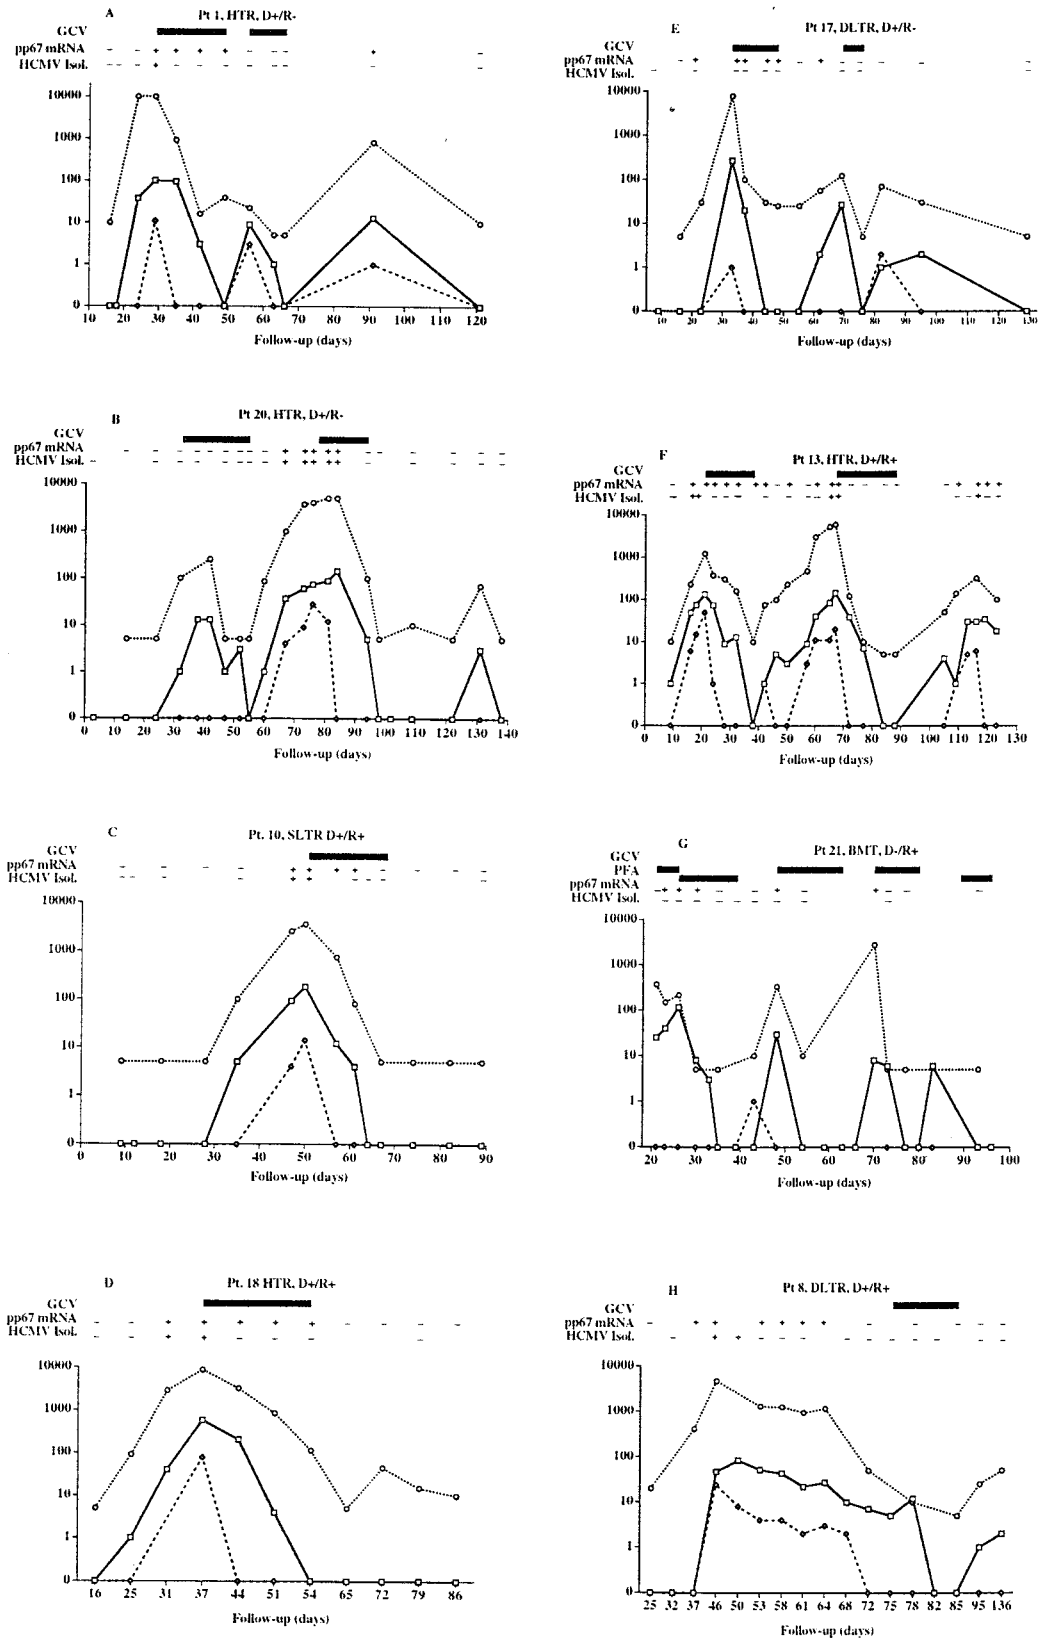 A
Pt 1, HTR, D+/R-
GCV
pp67 mRNA - - + + + + - - - + -
HCMV Isol. -- - + - - - - - - -
10000
1000
100
10
1
0
10 20 30 40 50 60 70 80 90 100 110 120
Follow-up (days)
B
Pt 20, HTR, D+/R-
GCV
pp67 mRNA
HCMV Isol.
10000
1000
100
10
1
0
0 10 20 30 40 50 60 70 80 90 100 110 120 130 140
Follow-up (days)
C
Pt. 10, SLTR D+/R+
GCV
pp67 mRNA
HCMV Isol.
10000
1000
100
10
1
0
0 10 20 30 40 50 60 70 80 90
Follow-up (days)
D
Pt. 18 HTR, D+/R+
GCV
pp67 mRNA
HCMV Isol.
10000
1000
100
10
1
0
16 25 31 37 44 51 54 65 72 79 86
Follow-up (days)
E
Pt 17, DLTR, D+/R-
GCV
pp67 mRNA
HCMV Isol.
10000
1000
100
10
1
0
10 20 30 40 50 60 70 80 90 100 110 120 130
Follow-up (days)
F
Pt 13, HTR, D+/R+
GCV
pp67 mRNA
HCMV Isol.
10000
1000
100
10
1
0
0 10 20 30 40 50 60 70 80 90 100 110 120 130
Follow-up (days)
G
Pt 21, BMT, D-/R+
GCV
PFA
pp67 mRNA
HCMV Isol.
10000
1000
100
10
1
0
20 30 40 50 60 70 80 90 100
Follow-up (days)
H
Pt 8, DLTR, D+/R+
GCV
pp67 mRNA
HCMV Isol.
10000
1000
100
10
1
0
25 32 37 46 50 53 58 61 64 68 72 75 78 82 85 95 136
Follow-up (days)